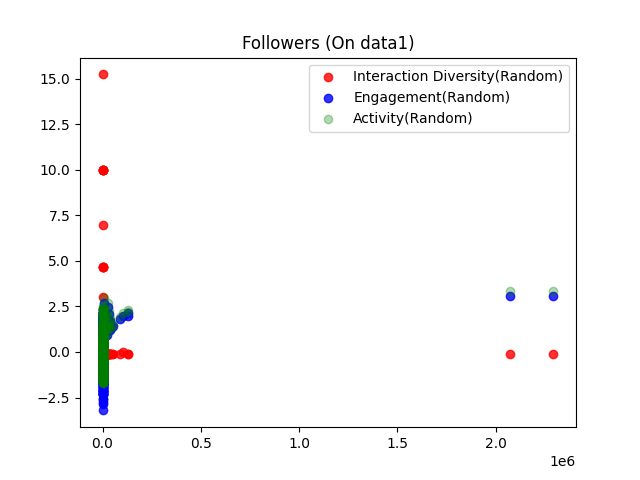 Followers (On data1)
Interaction Diversity(Random)
Engagement(Random)
Activity(Random)
15.0
12.5
10.0
7.5
5.0
2.5
0.0
−2.5
0.0 0.5 1.0 1.5 2.0
1e6